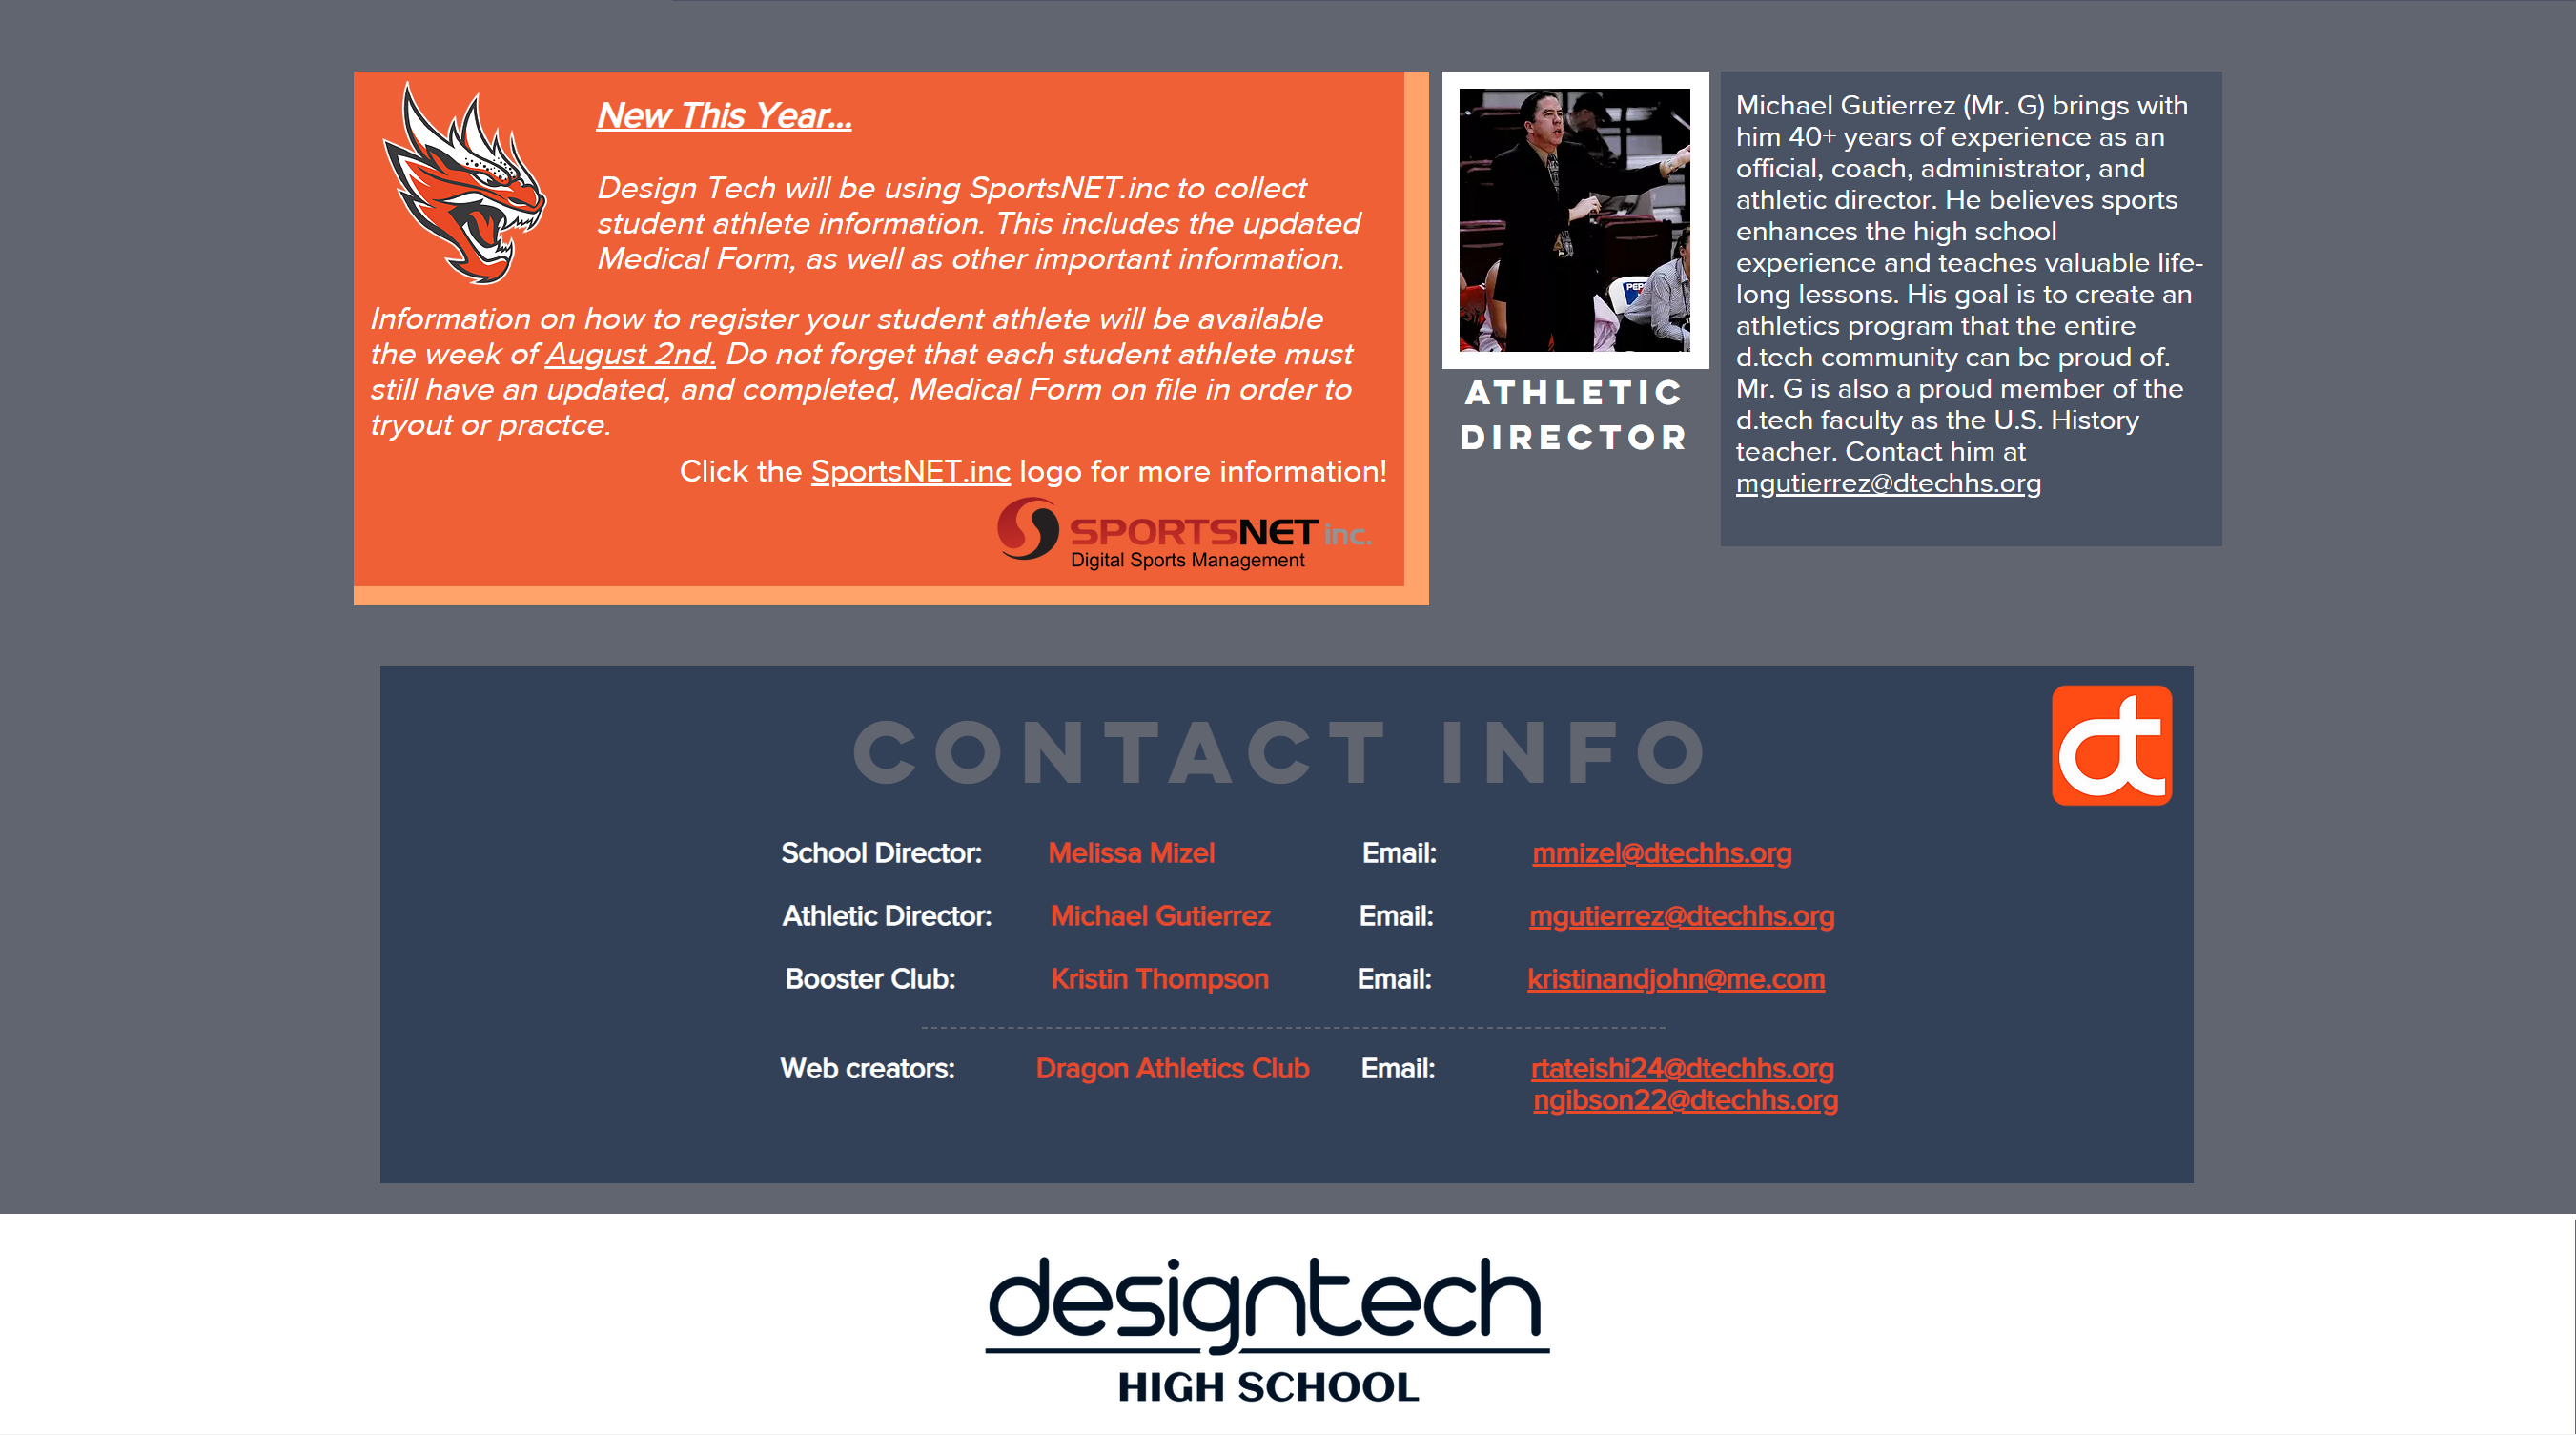 New This Year...
Design Tech will be using SportsNET.inc to collect
student athlete information. This includes the updated
Medical Form, as well as other important information.
Information on how to register your student athlete will be available
the week of August 2nd. Do not forget that each student athlete must
still have an updated, and completed, Medical Form on file in order to
tryout or practce.
Click the SportsNET.inc logo for more information!
SPORTSNET inc.
Digital Sports Management
PEPS
ATHLETIC
DIRECTOR
Michael Gutierrez (Mr. G) brings with
him 40+ years of experience as an
official, coach, administrator, and
athletic director. He believes sports
enhances the high school
experience and teaches valuable life-
long lessons. His goal is to create an
athletics program that the entire
d.tech community can be proud of.
Mr. G is also a proud member of the
d.tech faculty as the U.S. History
teacher. Contact him at
mgutierrez@dtechhs.org
CONTACT INFO
dt
School Director: Melissa Mizel Email: mmizel@dtechhs.org
Athletic Director: Michael Gutierrez Email: mgutierrez@dtechhs.org
Booster Club: Kristin Thompson Email: kristinandjohn@me.com
Web creators: Dragon Athletics Club Email: rtateishi24@dtechhs.org
ngibson22@dtechhs.org
designtech
HIGH SCHOOL